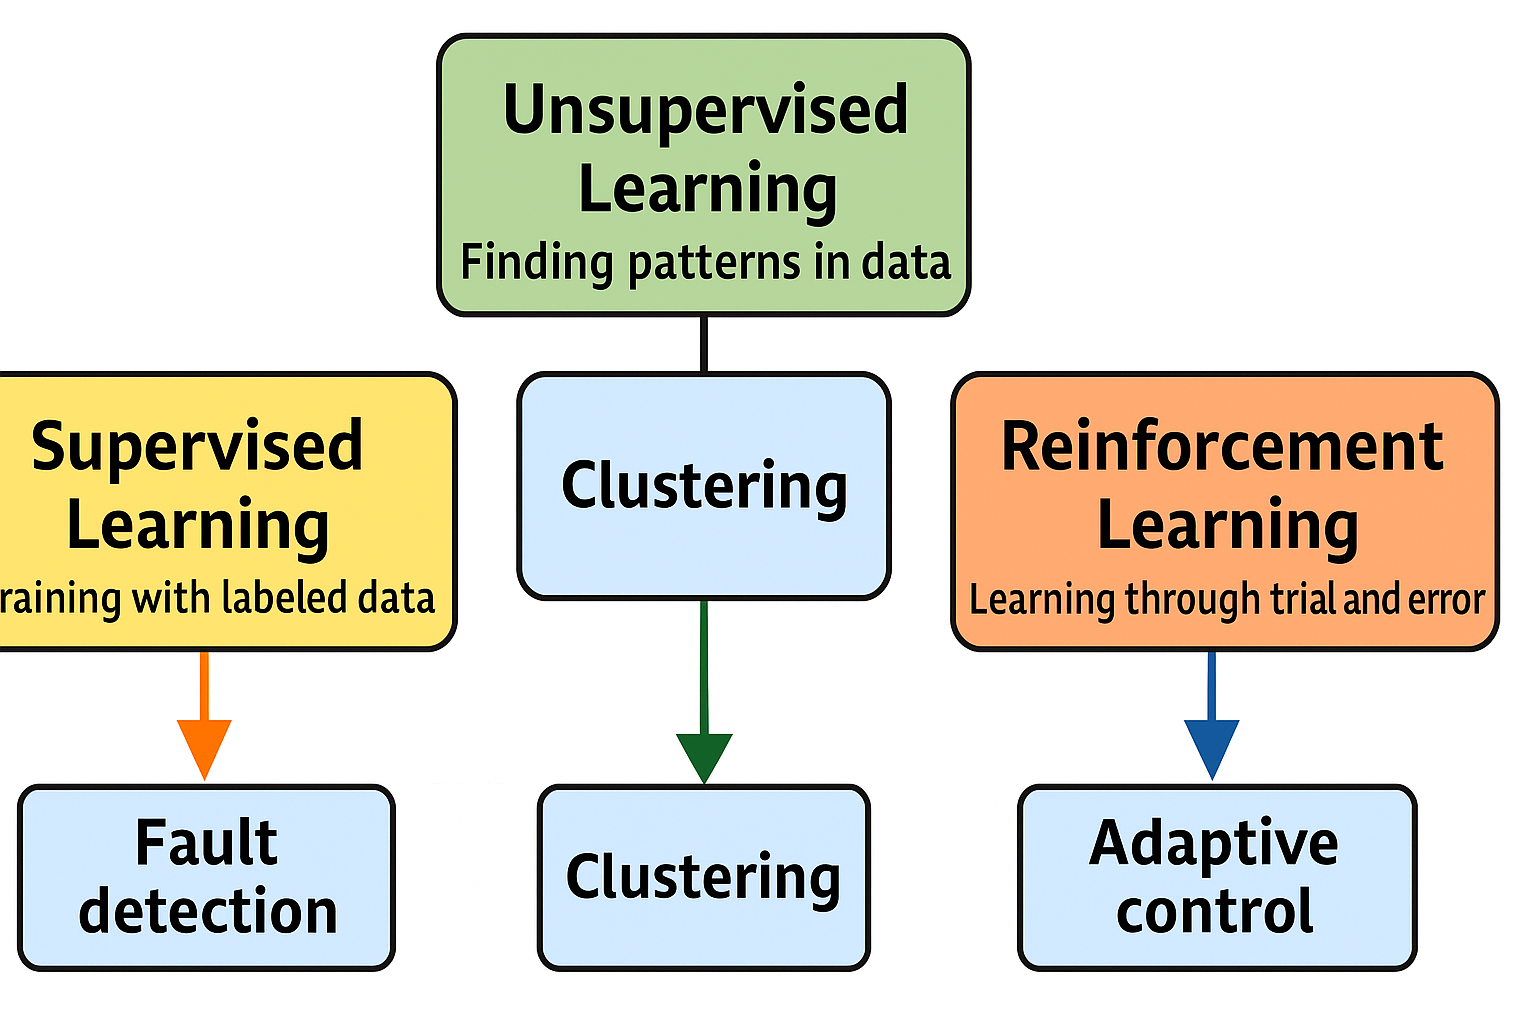 Unsupervised
Learning
Finding patterns in data
Supervised
Learning
raining with labeled data
Clustering
Reinforcement
Learning
Learning through trial and error
Fault
detection
Clustering
Adaptive
control